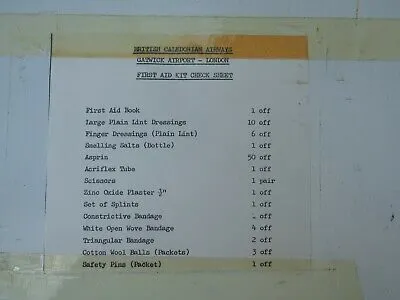 BRITISH CALEDONIAN AIRWAYS
GATWICK AIRPORT - LONDON
FIRST AID KIT CHECK SHEET
First Aid Book 1 off
Large Plain Lint Dressings 10 off
Finger Dressings (Plain Lint) 6 off
Smelling Salts (Bottle) 1 off
Asprin 50 off
Acriflex Tube 1 off
Scissors 1 pair
Zinc Oxide Plaster ½" 1 off
Set of Splints 1 off
Constrictive Bandage off
White Open Wove Bandage 4 off
Triangular Bandage 2 off
Cotton Wool Balls (Packets) 3 off
Safety Pins (Packet) 1 off